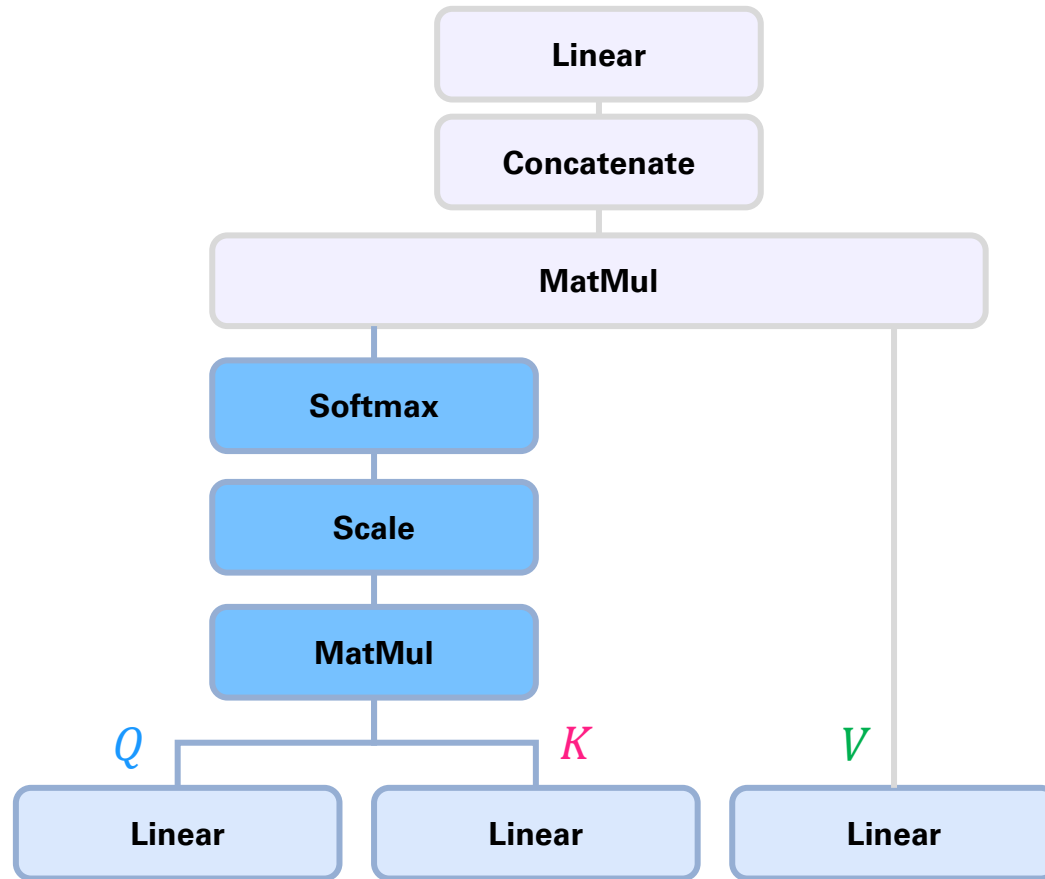 Linear
Concatenate
MatMul
Softmax
Scale
MatMul
Q K V
Linear Linear Linear